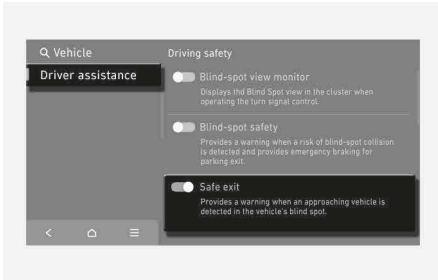 Vehicle
Driving safety
Driver assistance
Blind-spot view monitor
Displays thd Blind Spot view in the cluster when
operating the turn signal control.
Blind-spot safety
Provides a warning when a risk of blind-spot collision
is detected and provides emergency braking for
parking exit.
Safe exit
Provides a warning when an approaching vehicle is
detected in the vehicle's blind spot.